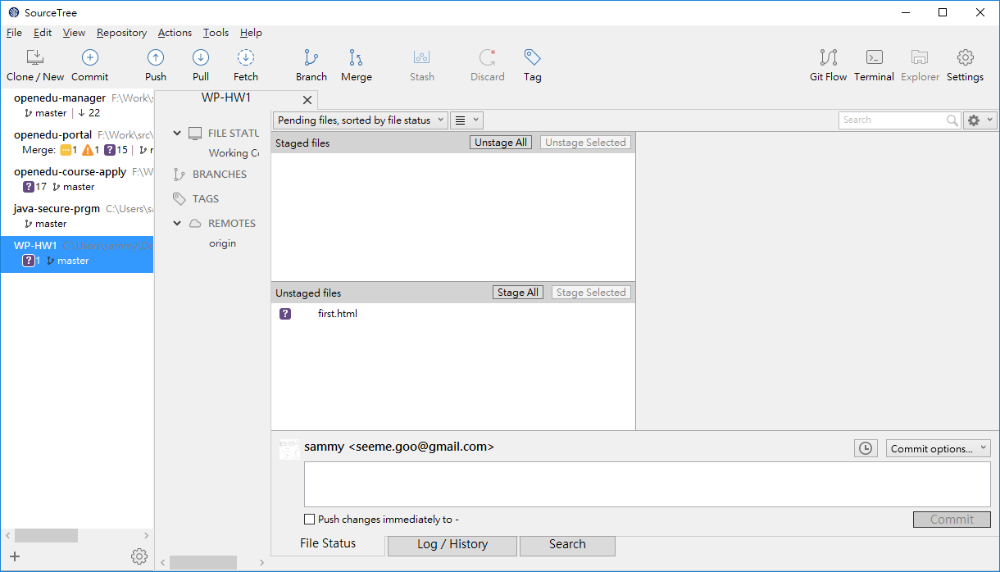 SourceTree
File Edit View Repository Actions Tools Help
Clone / New Commit Push Pull Fetch Branch Merge Stash Discard Tag Git Flow Terminal Explorer Settings
openedu-manager F:\Work\
master | 22
openedu-portal F:\Work\src\
Merge: 1 1 ? 15 |
openedu-course-apply F:\W
? 17 master
java-secure-prgm C:\Users\sa
master
WP-HW1 C:\Users\sammy\Do
? 1 master
WP-HW1
FILE STATU
Working Co
BRANCHES
TAGS
REMOTES
origin
Pending files, sorted by file status
Search
Staged files Unstage All Unstage Selected
Unstaged files Stage All Stage Selected
? first.html
sammy <seeme.goo@gmail.com>
Commit options...
Push changes immediately to -
Commit
File Status Log / History Search